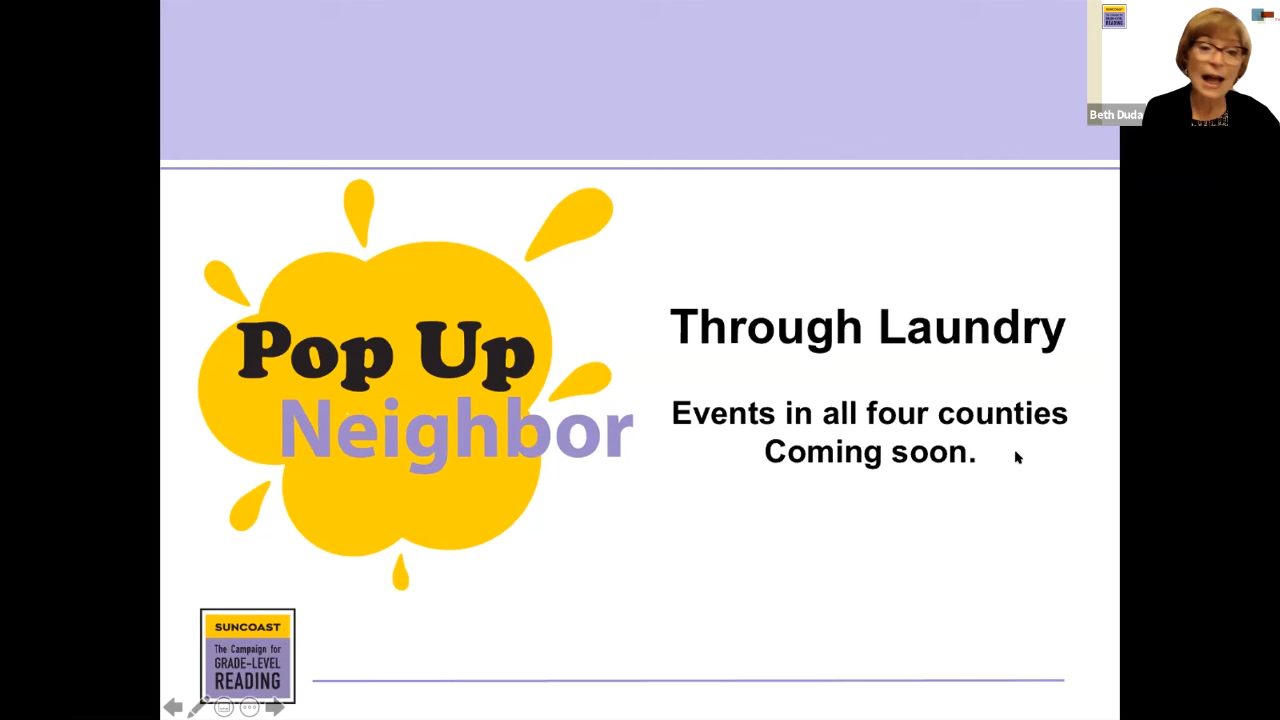 Beth Duda
Pop Up
Neighbor
Through Laundry
Events in all four counties
Coming soon.
SUNCOAST
The Campaign for
GRADE-LEVEL
READING